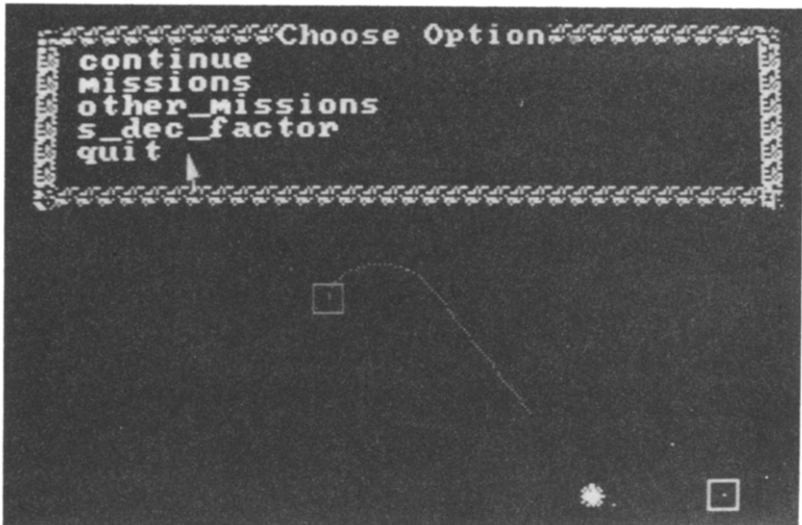 Choose Option
continue
missions
other_missions
s_dec_factor
quit